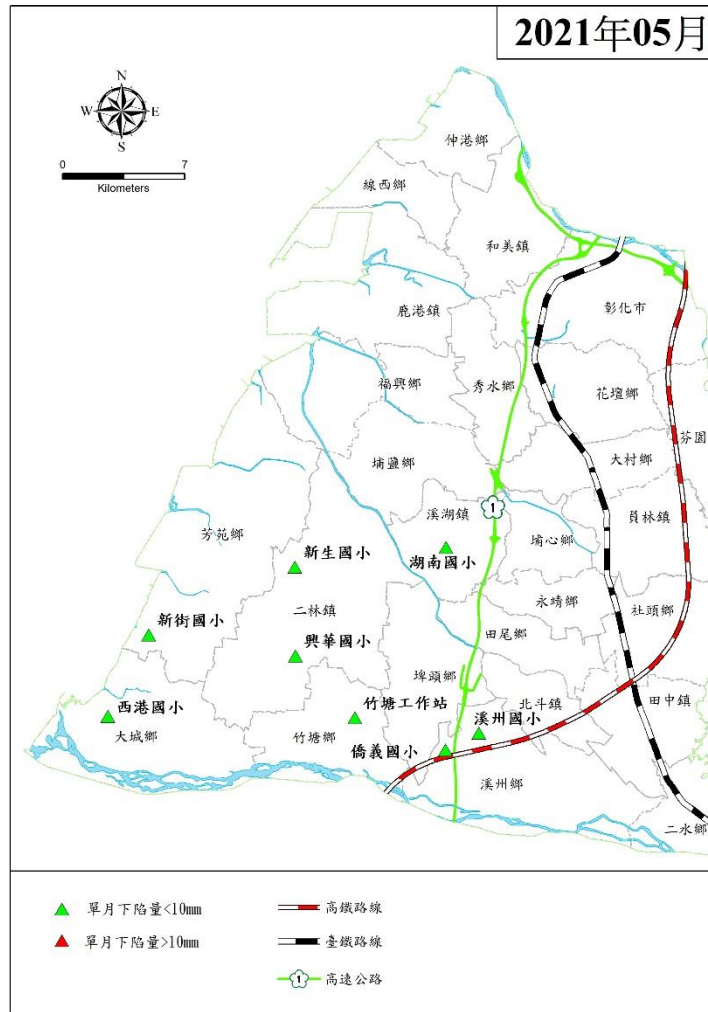 2021年05月
N
W E
S
0 7
Kilometers
伸港鄉
線西鄉
和美鎮
鹿港鎮
彰化市
福興鄉
秀水鄉
花壇鄉
芬園
埔鹽鄉
大村鄉
溪湖鎮
1
員林鎮
芳苑鄉
埔心鄉
湖南國小
新生國小
永靖鄉
二林鎮
社頭鄉
新街國小
田尾鄉
興華國小
埤頭鄉
北斗鎮
田中鎮
西港國小
竹塘工作站
溪州國小
大城鄉
竹塘鄉
僑義國小
溪州鄉
二水鄉
單月下陷量<10mm
高鐵路線
單月下陷量>10mm
臺鐵路線
1
高速公路